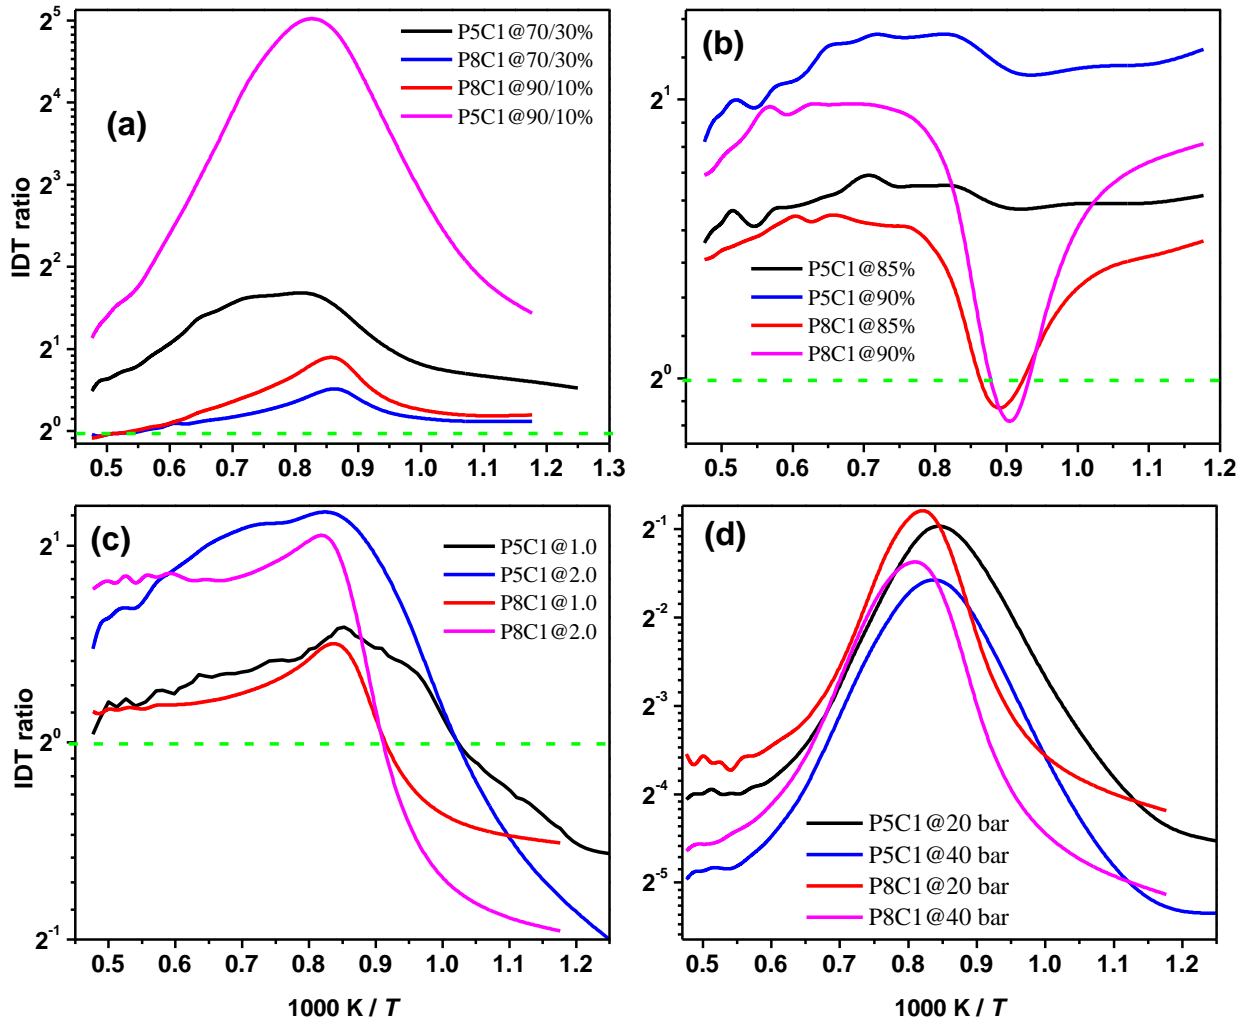 (a)
P5C1@70/30%
P8C1@70/30%
P8C1@90/10%
P5C1@90/10%
2^5
2^4
2^3
2^2
2^1
2^0
IDT ratio
0.5 0.6 0.7 0.8 0.9 1.0 1.1 1.2 1.3
(b)
2^1
2^0
P5C1@85%
P5C1@90%
P8C1@85%
P8C1@90%
0.5 0.6 0.7 0.8 0.9 1.0 1.1 1.2
(c)
P5C1@1.0
P5C1@2.0
P8C1@1.0
P8C1@2.0
2^1
2^0
2^-1
IDT ratio
0.5 0.6 0.7 0.8 0.9 1.0 1.1 1.2
1000 K / T
(d)
2^-1
2^-2
2^-3
2^-4
2^-5
P5C1@20 bar
P5C1@40 bar
P8C1@20 bar
P8C1@40 bar
0.5 0.6 0.7 0.8 0.9 1.0 1.1 1.2
1000 K / T